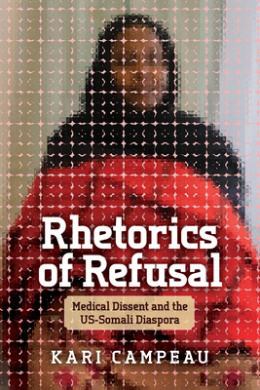 Rhetorics
of Refusal
Medical Dissent and the
US-Somali Diaspora
KARI CAMPEAU